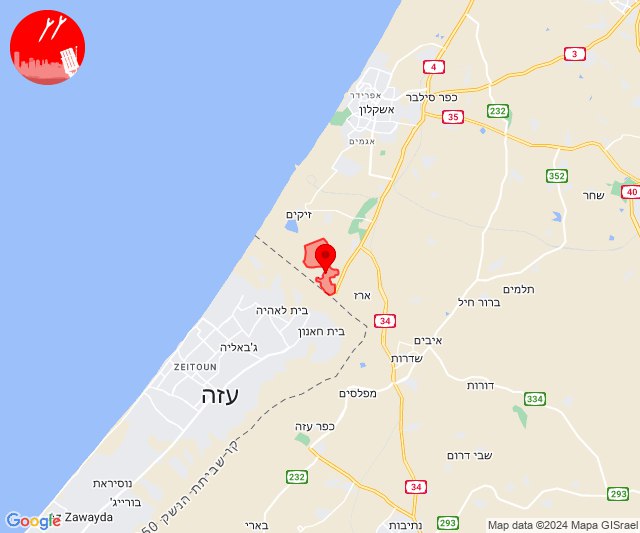 3
4
אפרידר
כפר סילבר
אשקלון
232
35
אגמים
352
שחר
40
זיקים
תלמים
ארז
ברור חיל
בית לאהיה
34
בית חאנון
איבים
ג'באליה
שדרות
ZEITOUN
דורות
עזה
מפלסים
334
כפר עזה
שבי דרום
קו שביתת הנשק 50
232
נוסיראת
34
בורייג'
293
Zawayda
בארי
נתיבות
293
Google
Map data ©2024 Mapa GISrael